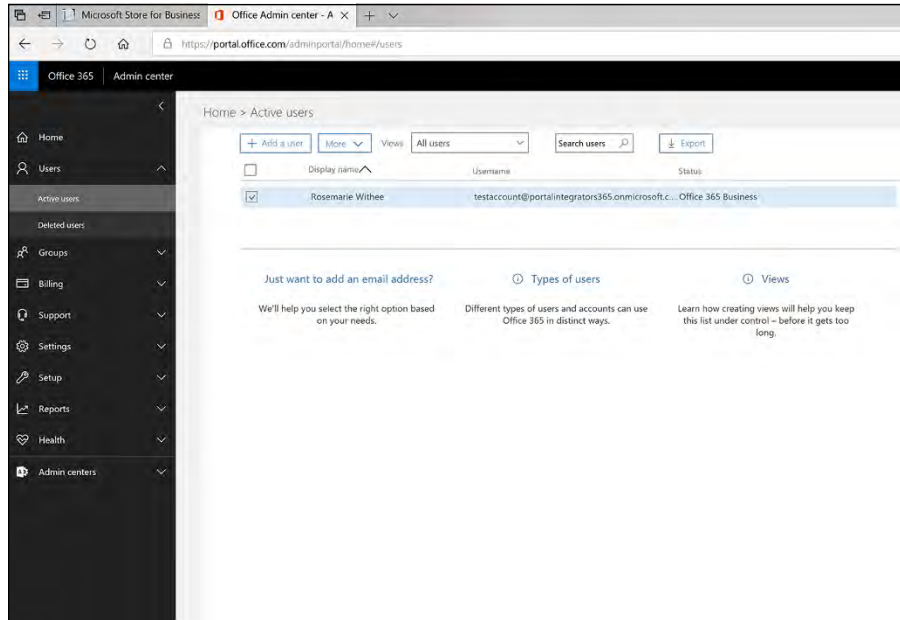 Microsoft Store for Business
Office Admin center - A
https://portal.office.com/adminportal/home#/users
Office 365
Admin center
Home > Active users
Home
Users
Active users
Deleted users
Groups
Billing
Support
Settings
Setup
Reports
Health
Admin centers
+ Add a user
More
Views
All users
Search users
Export
Display name
Username
Status
Rosemarie Withee
testaccount@portalintegrators365.onmicrosoft.c...
Office 365 Business
Just want to add an email address?
We'll help you select the right option based
on your needs.
Types of users
Different types of users and accounts can use
Office 365 in distinct ways.
Views
Learn how creating views will help you keep
this list under control – before it gets too
long.